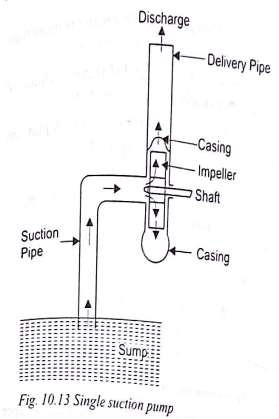 Discharge
Delivery Pipe
Casing
Impeller
Shaft
Suction
Pipe
Casing
Sump
Fig. 10.13 Single suction pump